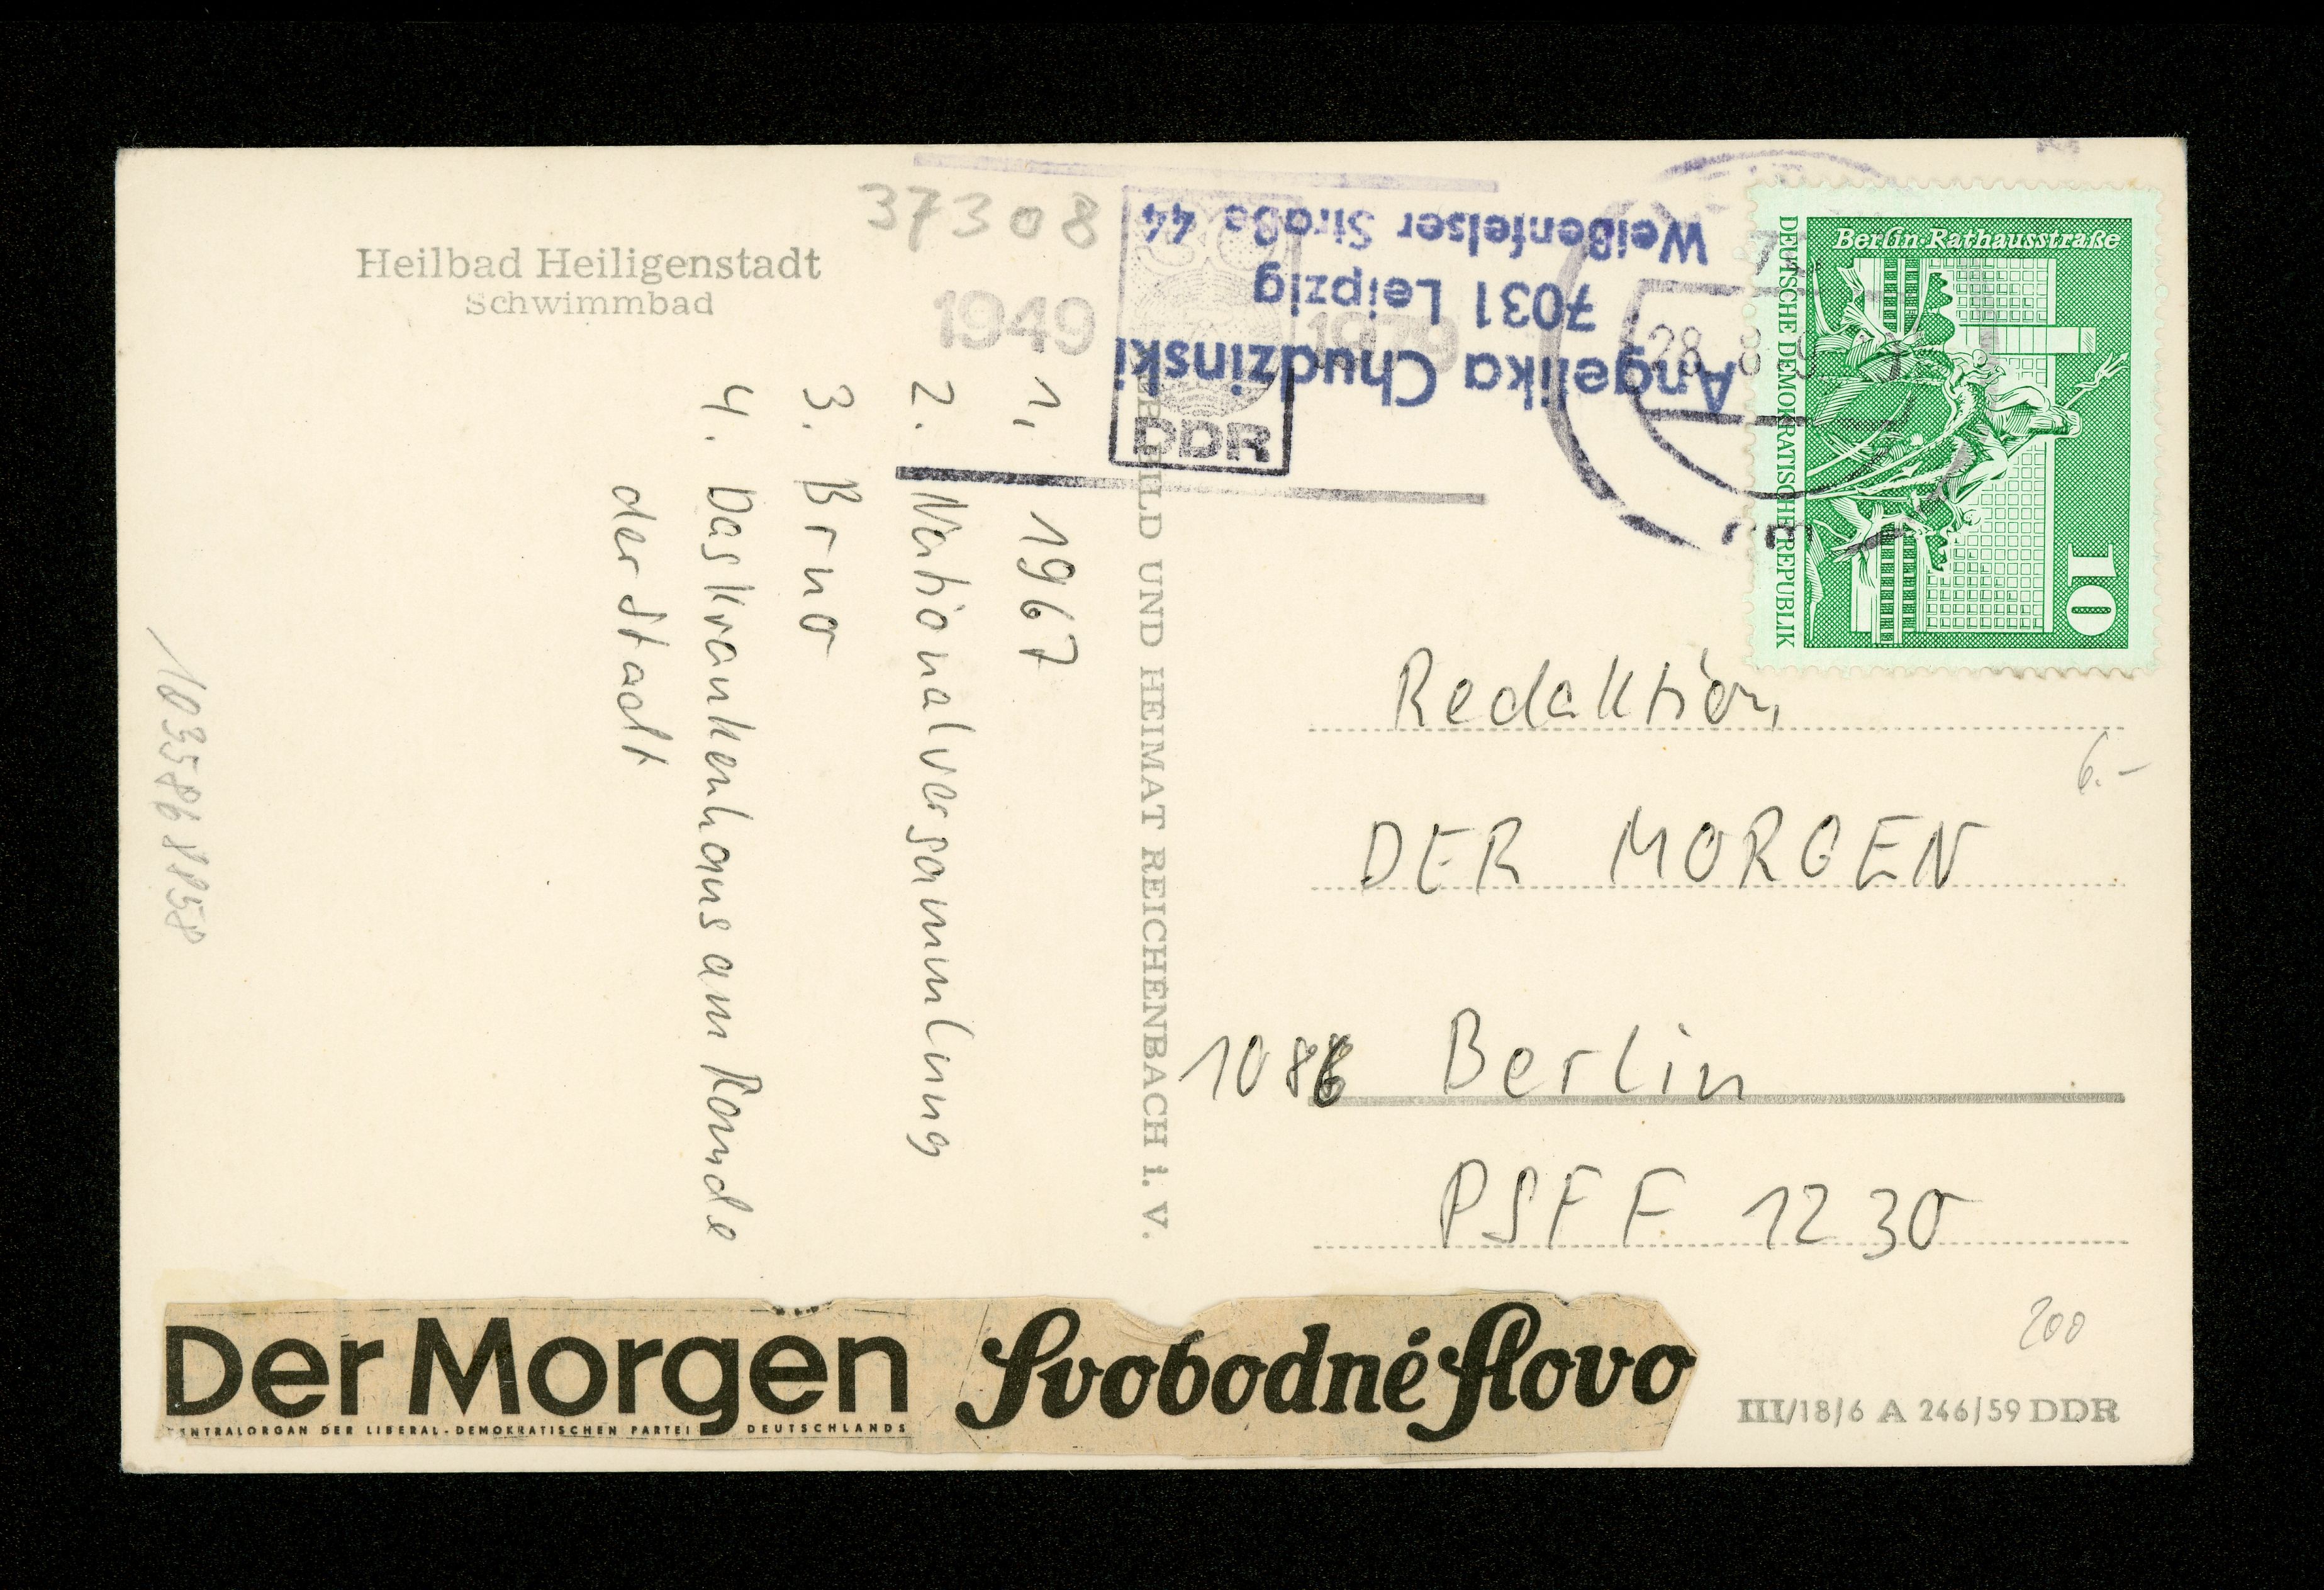 Heilbad Heiligenstadt
Schwimmbad
37308
1949
1979
DDR
Angelika Chudzinski
7031 Leipzig
Weißenfelser Straße 44
28.8.
Berlin-Rathausstraße
DEUTSCHE DEMOKRATISCHE REPUBLIK
10
1, 1967
2. Nationalversammlung
3. Brno
4. Das Krankenhaus am Rande
der Stadt
BILD UND HEIMAT REICHENBACH i. V.
Redaktion
DER MORGEN
1086 Berlin
PSFF 1230
6.-
200
Der Morgen
ZENTRALORGAN DER LIBERAL-DEMOKRATISCHEN PARTEI DEUTSCHLANDS
Svobodné slovo
III/18/6 A 246/59 DDR